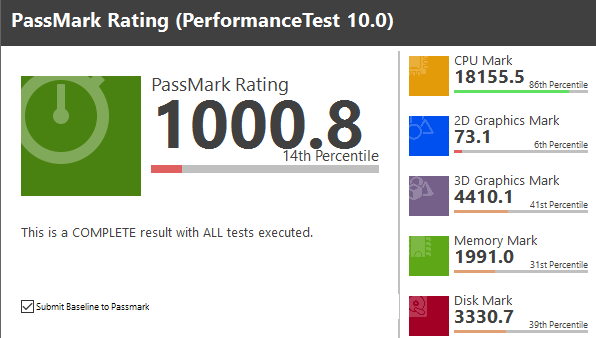 PassMark Rating (PerformanceTest 10.0)
PassMark Rating
1000.8
14th Percentile
This is a COMPLETE result with ALL tests executed.
Submit Baseline to Passmark
CPU Mark
18155.5
86th Percentile
2D Graphics Mark
73.1
6th Percentile
3D Graphics Mark
4410.1
41st Percentile
Memory Mark
1991.0
31st Percentile
Disk Mark
3330.7
39th Percentile